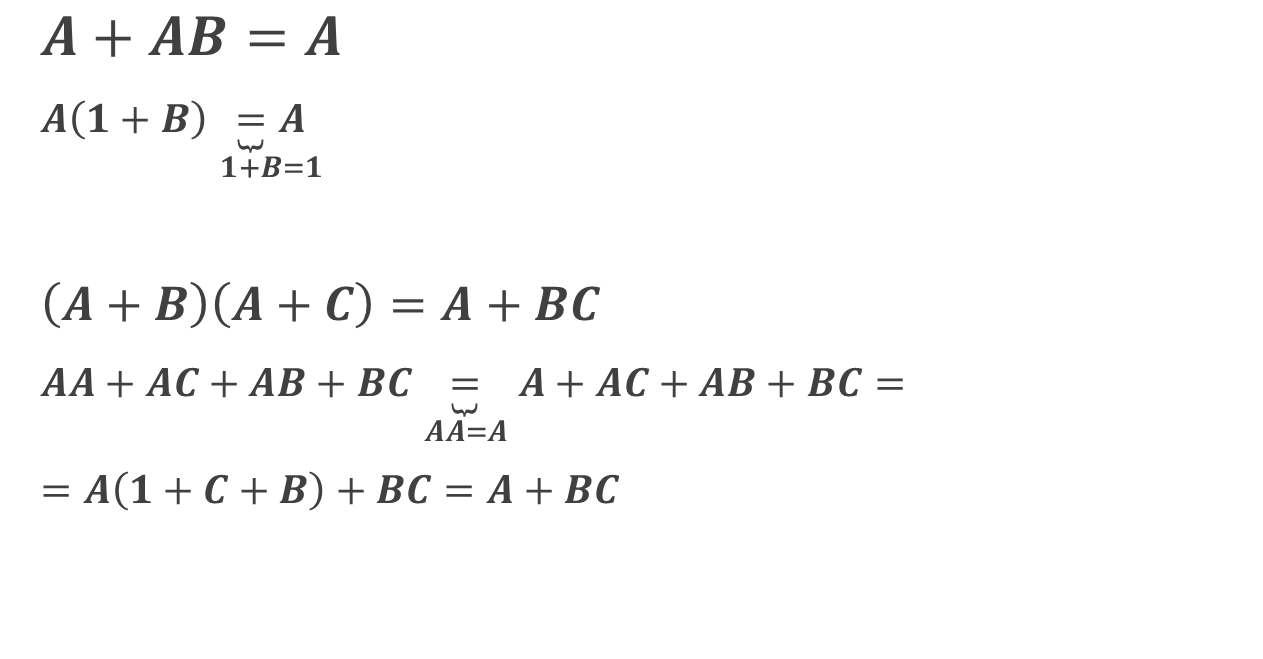 A + AB = A
A(1 + B) = A
1+B=1
(A + B)(A + C) = A + BC
AA + AC + AB + BC = A + AC + AB + BC =
AA=A
= A(1 + C + B) + BC = A + BC